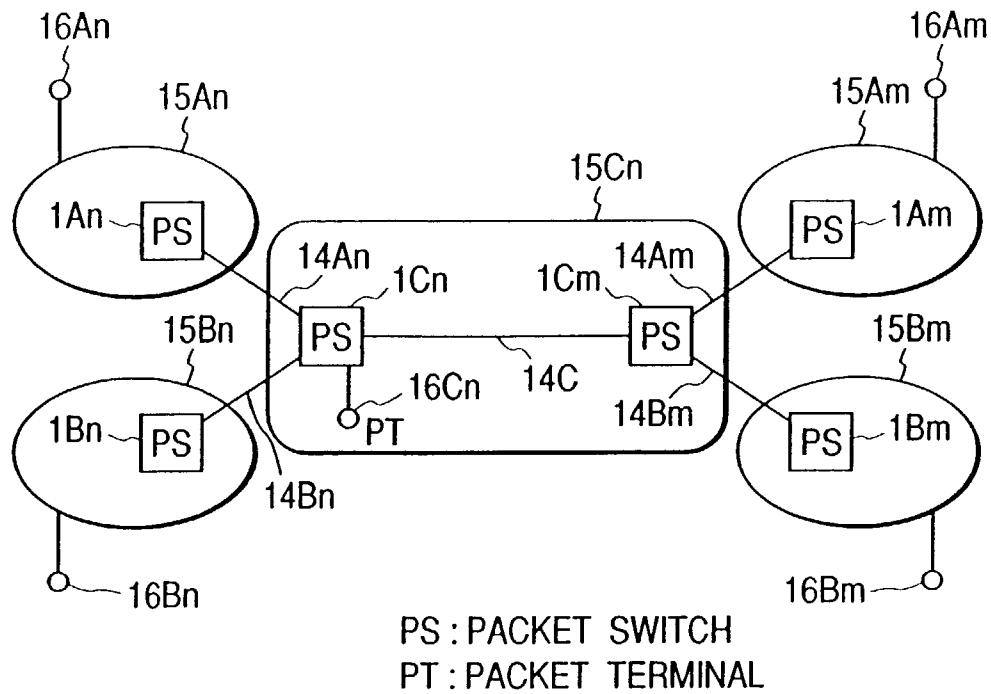 16An
16Am
15An
15Am
15Cn
1An
PS
PS
1Am
14An
1Cn
1Cm
14Am
15Bn
PS
PS
15Bm
14C
16Cn
14Bm
1Bn
PS
PT
PS
1Bm
14Bn
16Bn
16Bm
PS : PACKET SWITCH
PT : PACKET TERMINAL